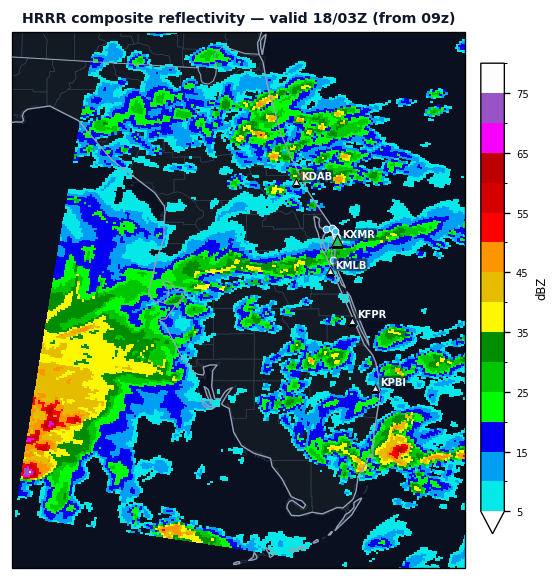 HRRR composite reflectivity — valid 18/03Z (from 09z)
KDAB
KXMR
KMLB
KFPR
KPBI
75
65
55
45
35
25
15
5
dBZ